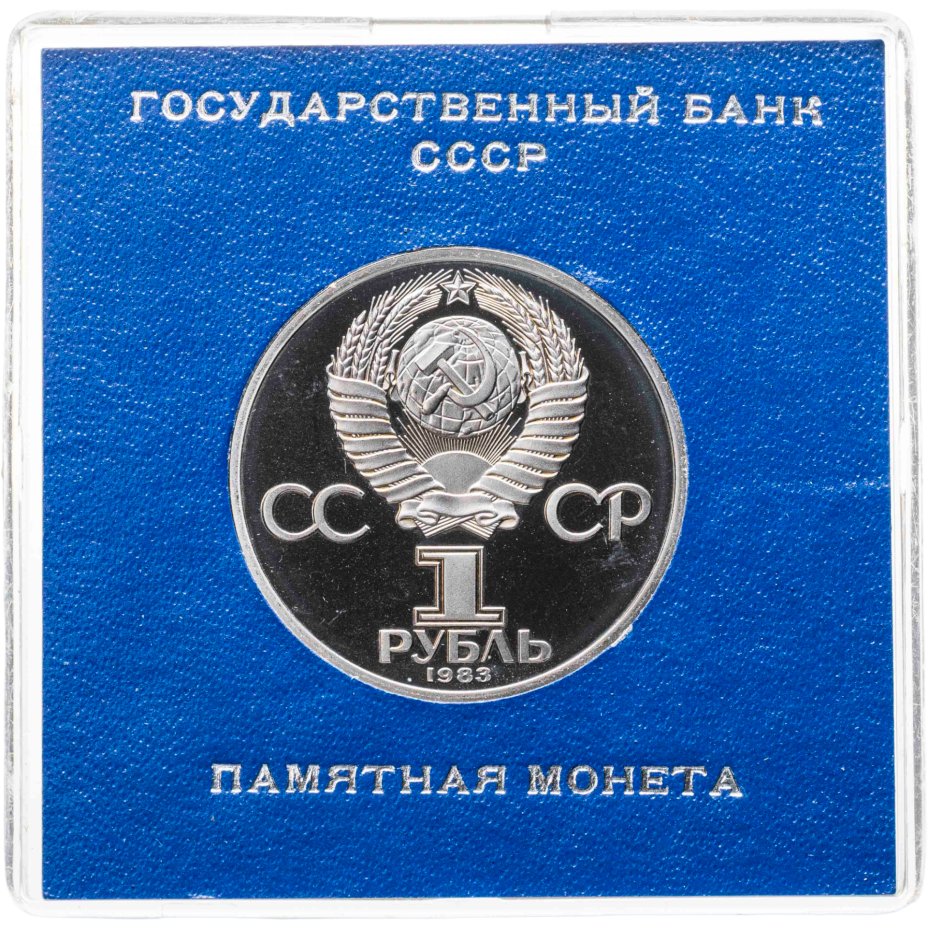 ГОСУДАРСТВЕННЫЙ БАНК
СССР
СС СР
1
РУБЛЬ
1983
ПАМЯТНАЯ МОНЕТА